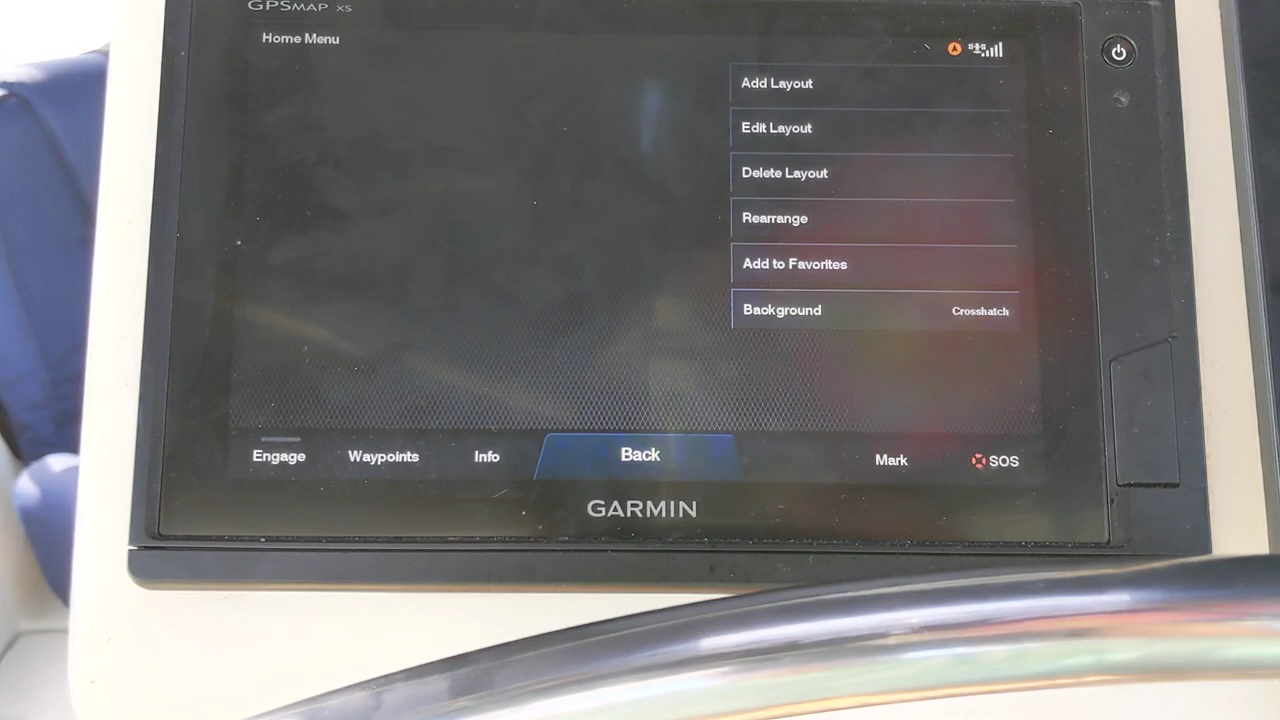 GPSMAP XS
Home Menu
Add Layout
Edit Layout
Delete Layout
Rearrange
Add to Favorites
Background Crosshatch
Engage Waypoints Info Back Mark SOS
GARMIN